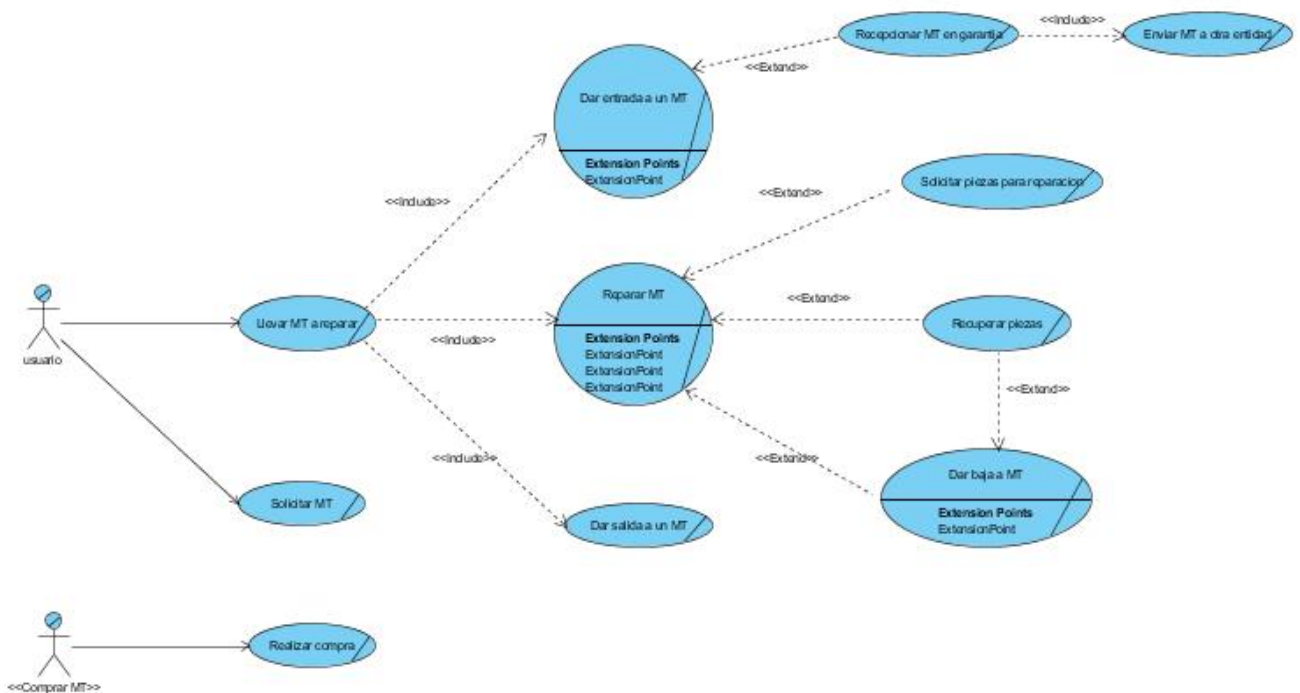 Recepcionar MT en garantia
<<Include>>
Enviar MT a otra entidad
<<Extend>>
Dar entrada a un MT
Extension Points
ExtensionPoint
<<Extend>>
Solicitar piezas para reparacion
<<Include>>
Reparar MT
Extension Points
ExtensionPoint
ExtensionPoint
ExtensionPoint
<<Extend>>
Recuperar piezas
usuario
Llevar MT a reparar
<<Include>>
<<Extend>>
<<Include>>
<<Extend>>
Dar baja a MT
Extension Points
ExtensionPoint
Solicitar MT
Dar salida a un MT
Realizar compra
<<Comprar MT>>